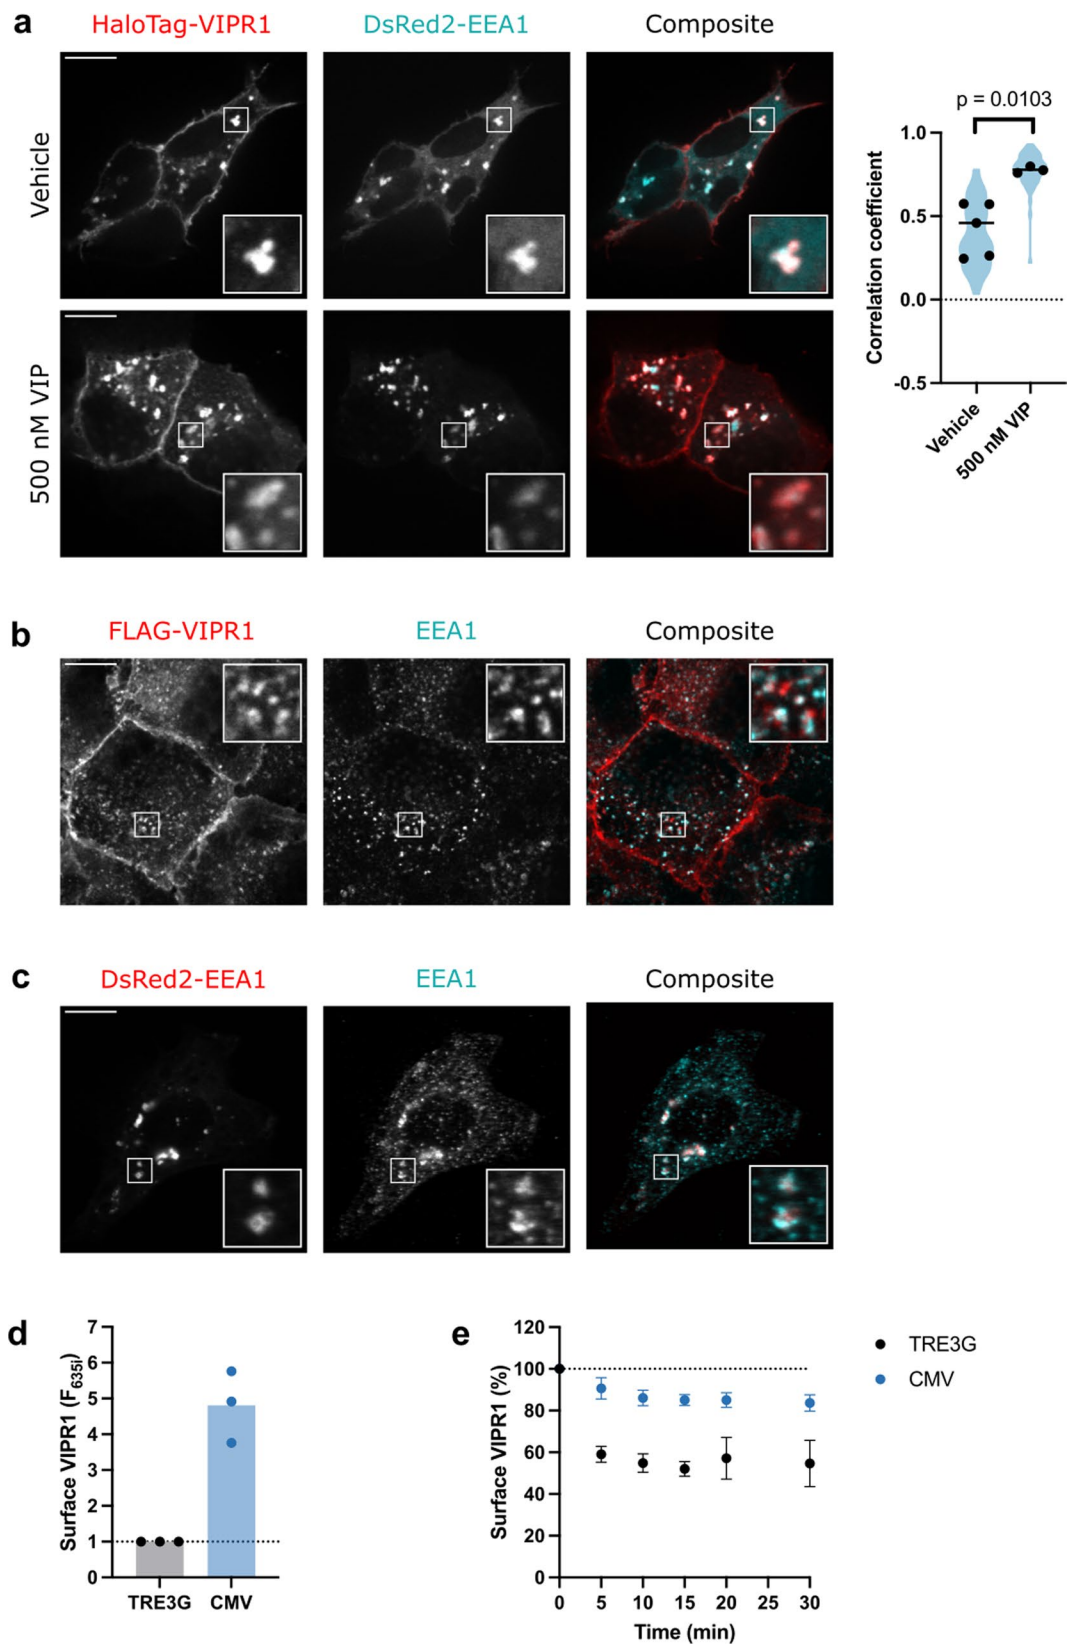 a
HaloTag-VIPR1
DsRed2-EEA1
Composite
Vehicle
500 nM VIP
p = 0.0103
Correlation coefficient
1.0
0.5
0.0
-0.5
Vehicle
500 nM VIP
b
FLAG-VIPR1
EEA1
Composite
c
DsRed2-EEA1
EEA1
Composite
d
Surface VIPR1 (F635i)
7
6
5
4
3
2
1
0
TRE3G
CMV
e
Surface VIPR1 (%)
120
100
80
60
40
20
0
0
5
10
15
20
25
30
Time (min)
TRE3G
CMV